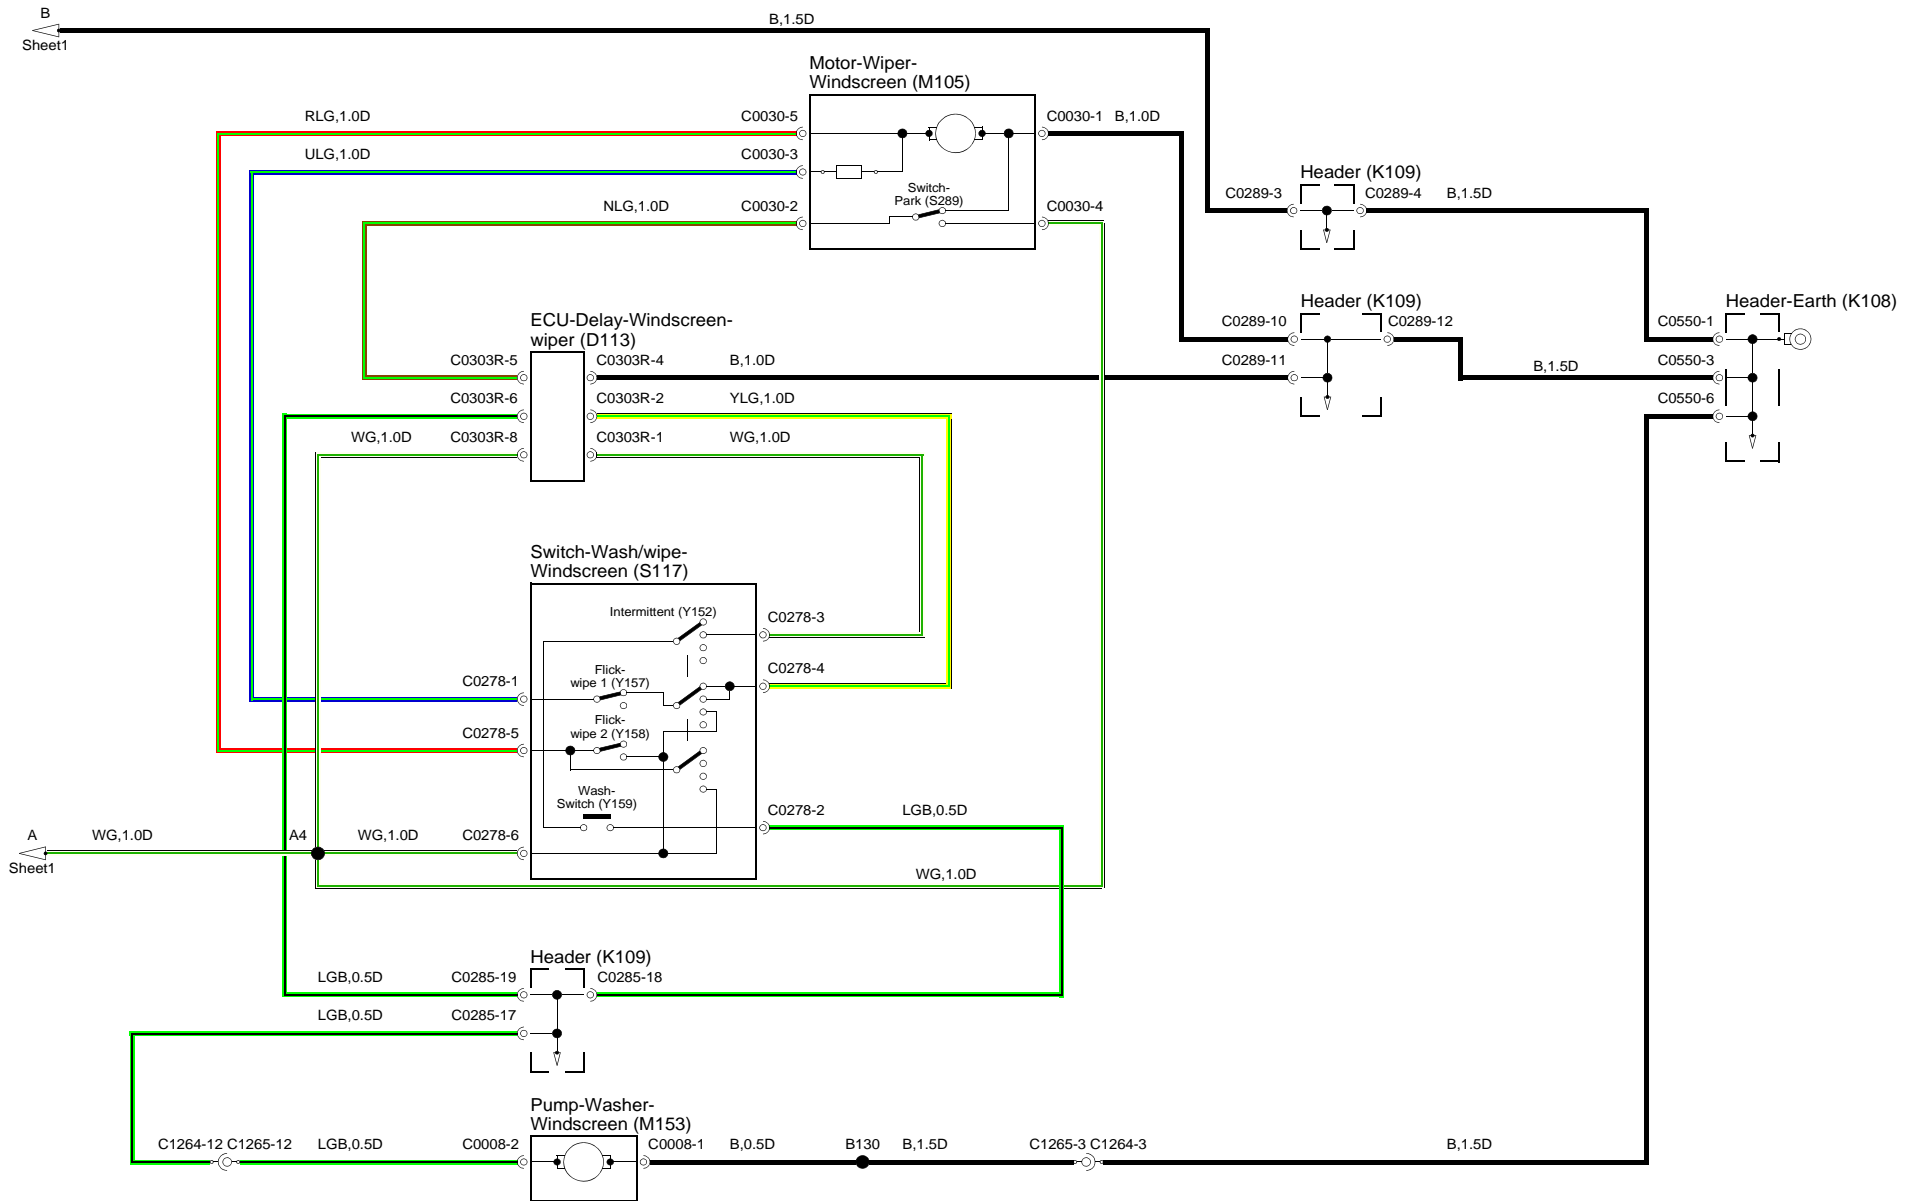 B
B,1.5D
Sheet1
Motor-Wiper-
Windscreen (M105)
RLG,1.0D
C0030-5
C0030-1
B,1.0D
ULG,1.0D
C0030-3
Header (K109)
Switch-
Park (S289)
C0289-3
C0289-4
B,1.5D
NLG,1.0D
C0030-2
C0030-4
Header (K109)
Header-Earth (K108)
ECU-Delay-Windscreen-
wiper (D113)
C0289-10
C0289-12
C0550-1
C0303R-5
C0303R-4
B,1.0D
C0289-11
B,1.5D
C0550-3
C0303R-6
C0303R-2
YLG,1.0D
C0550-6
WG,1.0D
C0303R-8
C0303R-1
WG,1.0D
Switch-Wash/wipe-
Windscreen (S117)
Intermittent (Y152)
C0278-3
Flick-
wipe 1 (Y157)
C0278-4
C0278-1
Flick-
wipe 2 (Y158)
C0278-5
Wash-
Switch (Y159)
C0278-2
LGB,0.5D
A
WG,1.0D
A4
WG,1.0D
C0278-6
Sheet1
WG,1.0D
Header (K109)
LGB,0.5D
C0285-19
C0285-18
LGB,0.5D
C0285-17
Pump-Washer-
Windscreen (M153)
C1264-12 C1265-12
LGB,0.5D
C0008-2
C0008-1
B,0.5D
B130
B,1.5D
C1265-3 C1264-3
B,1.5D